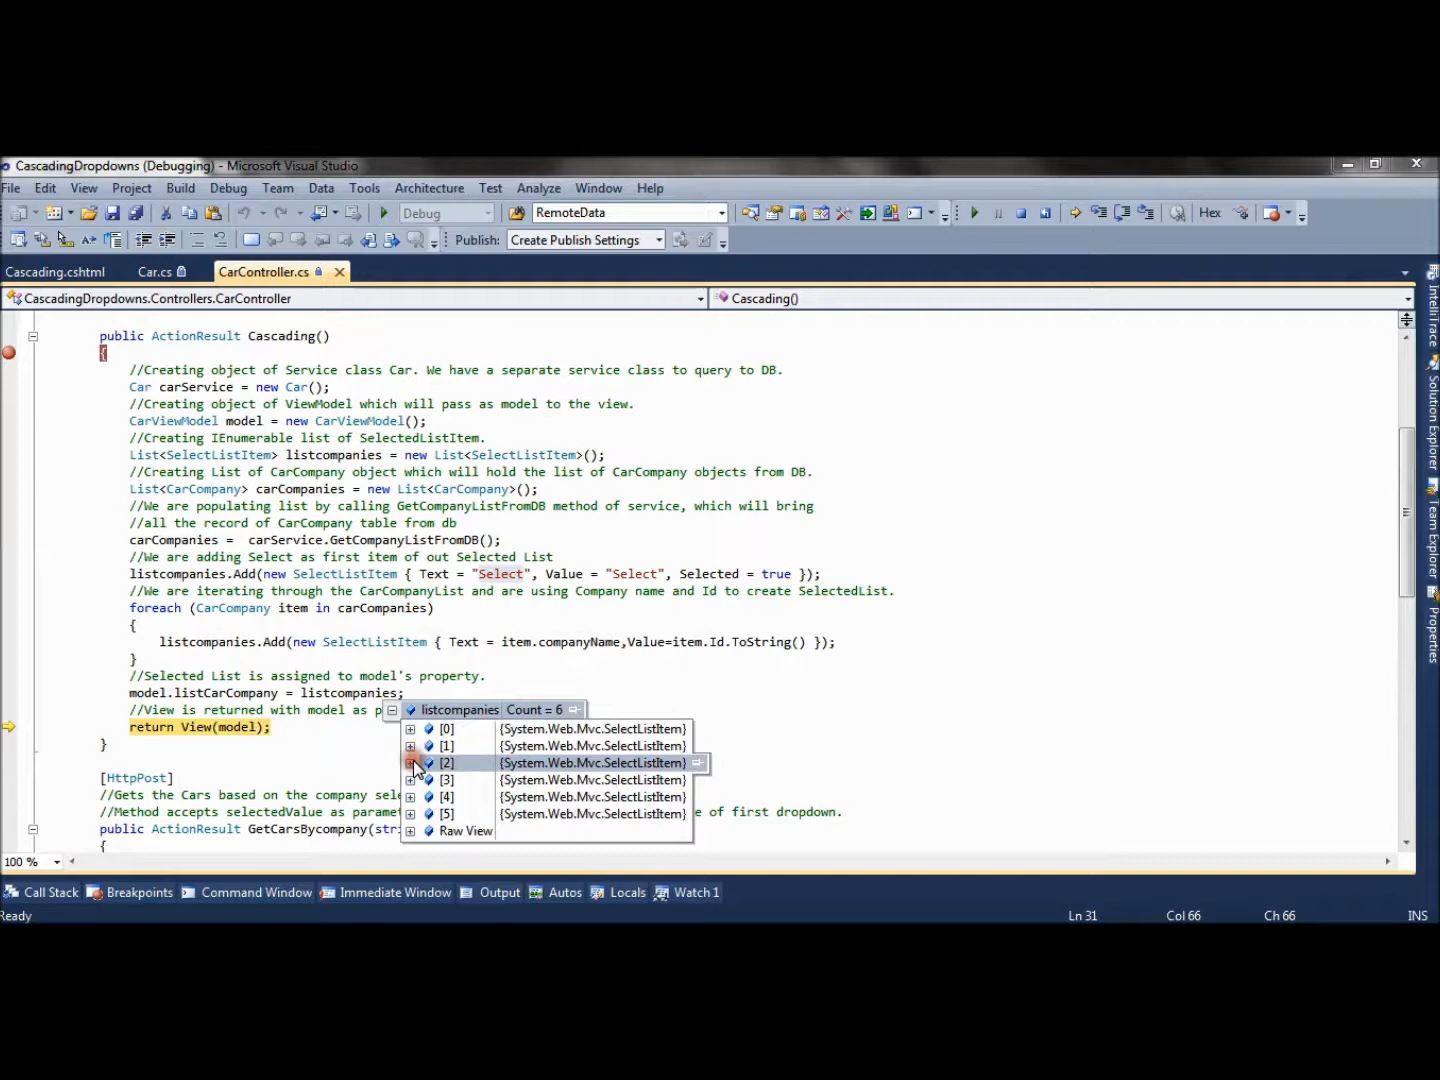 CascadingDropdowns (Debugging) - Microsoft Visual Studio
File Edit View Project Build Debug Team Data Tools Architecture Test Analyze Window Help
Debug RemoteData Hex
Publish: Create Publish Settings
Cascading.cshtml Car.cs CarController.cs
CascadingDropdowns.Controllers.CarController Cascading()
public ActionResult Cascading()
{
//Creating object of Service class Car. We have a separate service class to query to DB.
Car carService = new Car();
//Creating object of ViewModel which will pass as model to the view.
CarViewModel model = new CarViewModel();
//Creating IEnumerable list of SelectedListItem.
List<SelectListItem> listcompanies = new List<SelectListItem>();
//Creating List of CarCompany object which will hold the list of CarCompany objects from DB.
List<CarCompany> carCompanies = new List<CarCompany>();
//We are populating list by calling GetCompanyListFromDB method of service, which will bring
//all the record of CarCompany table from db
carCompanies =  carService.GetCompanyListFromDB();
//We are adding Select as first item of out Selected List
listcompanies.Add(new SelectListItem { Text = "Select", Value = "Select", Selected = true });
//We are iterating through the CarCompanyList and are using Company name and Id to create SelectedList.
foreach (CarCompany item in carCompanies)
{
listcompanies.Add(new SelectListItem { Text = item.companyName,Value=item.Id.ToString() });
}
//Selected List is assigned to model's property.
model.listCarCompany = listcompanies;
//View is returned with model as p
listcompanies Count = 6
return View(model);
[0] {System.Web.Mvc.SelectListItem}
[1] {System.Web.Mvc.SelectListItem}
[2] {System.Web.Mvc.SelectListItem}
[3] {System.Web.Mvc.SelectListItem}
[4] {System.Web.Mvc.SelectListItem}
[5] {System.Web.Mvc.SelectListItem}
Raw View
}
[HttpPost]
//Gets the Cars based on the company sel
//Method accepts selectedValue as paramet e of first dropdown.
public ActionResult GetCarsBycompany(stri
{
100 %
Call Stack Breakpoints Command Window Immediate Window Output Autos Locals Watch 1
Ready Ln 31 Col 66 Ch 66 INS
IntelliTrace
Solution Explorer
Team Explorer
Properties